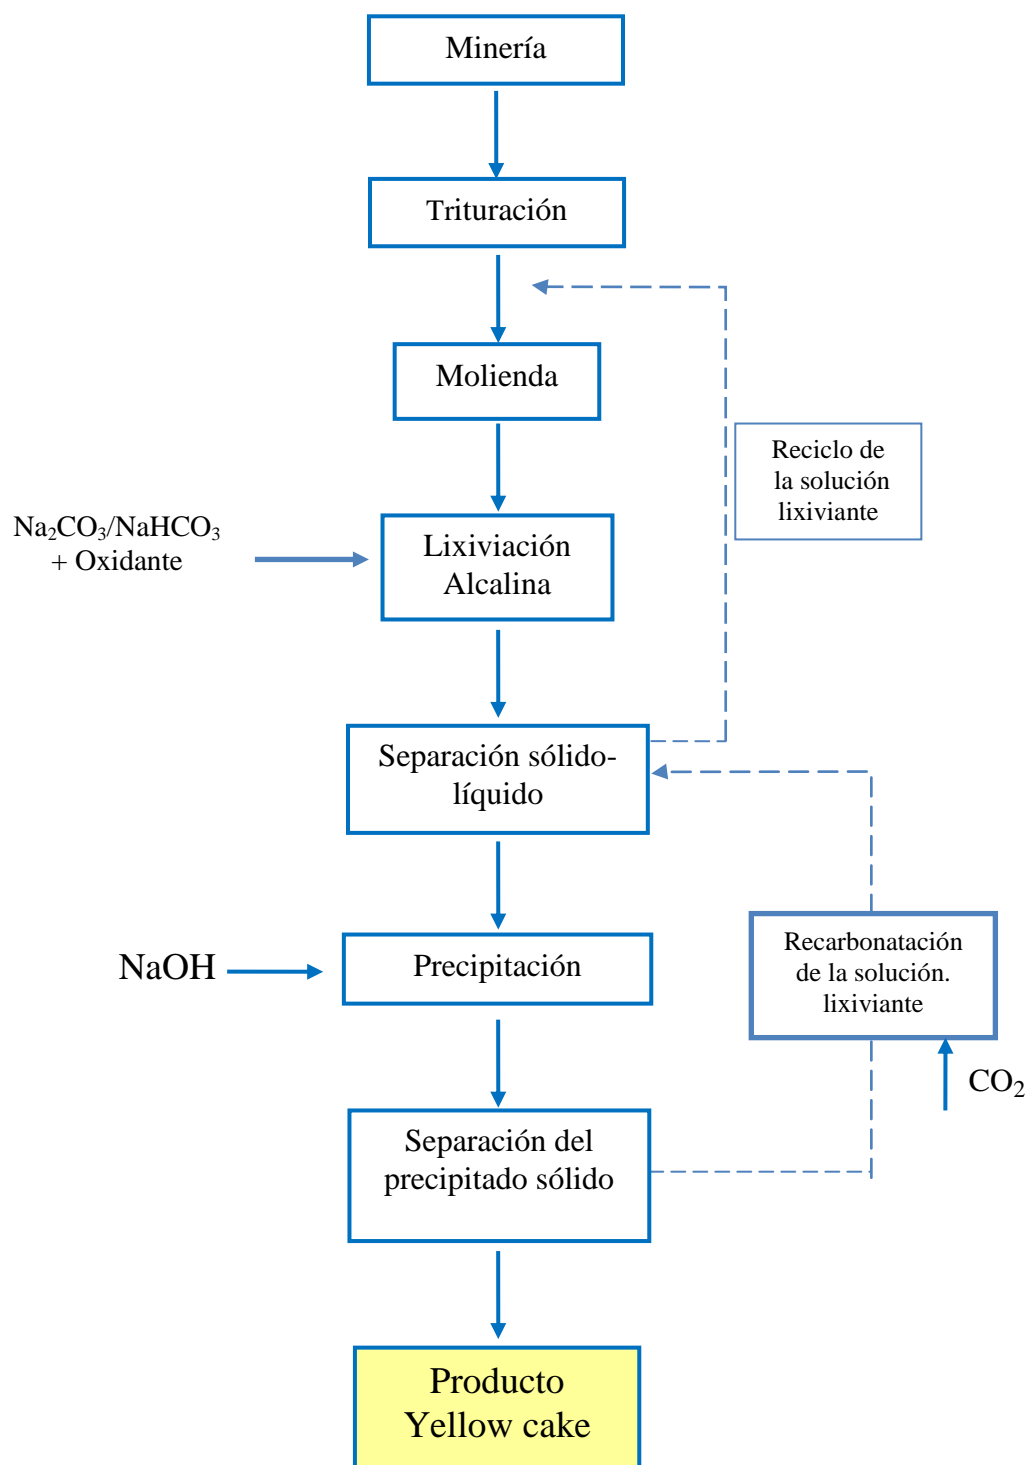 Minería
Trituración
Molienda
Reciclo de
la solución
lixiviante
Na₂CO₃/NaHCO₃
+ Oxidante
Lixiviación
Alcalina
Separación sólido-
líquido
NaOH
Precipitación
Recarbonatación
de la solución.
lixiviante
CO₂
Separación del
precipitado sólido
Producto
Yellow cake